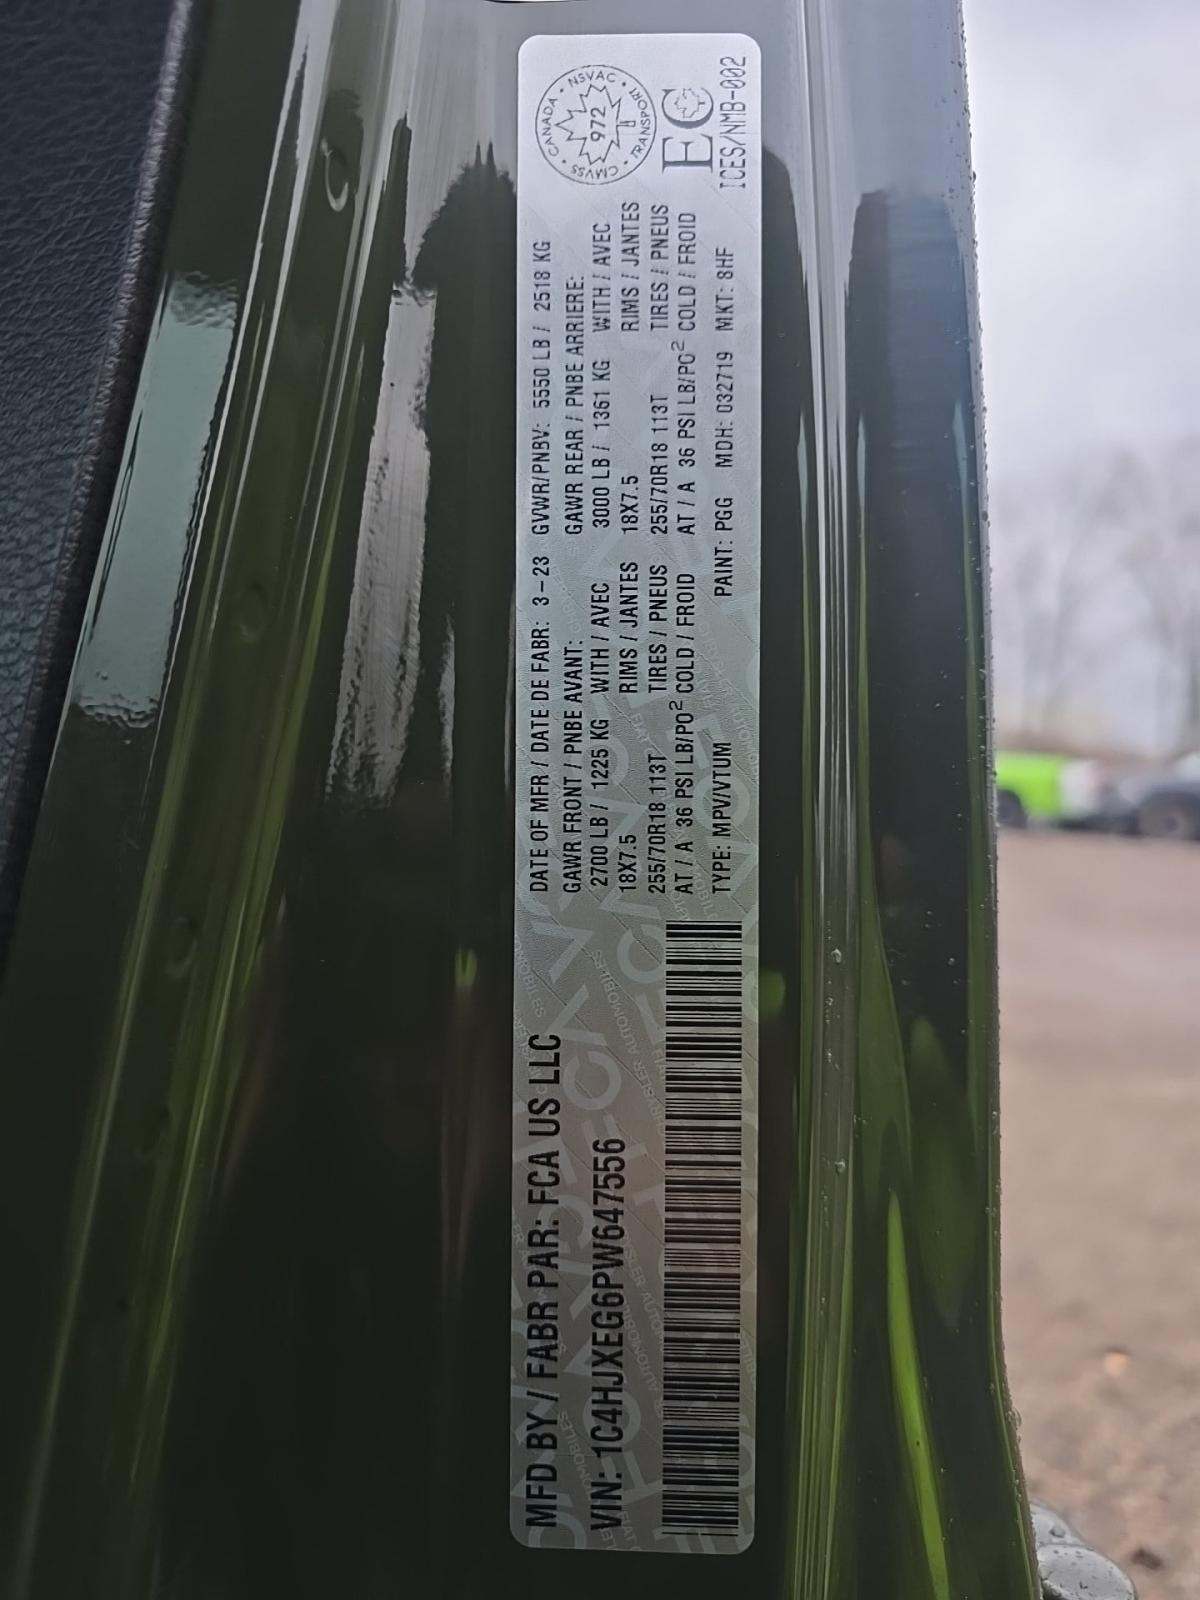 MFD BY / FABR PAR: FCA US LLC
VIN: 1C4HJXEG6PW647556
DATE OF MFR / DATE DE FABR: 3-23 GVWR/PNBV: 5550 LB / 2518 KG
GAWR FRONT / PNBE AVANT: GAWR REAR / PNBE ARRIERE:
2700 LB / 1225 KG WITH / AVEC 3000 LB / 1361 KG WITH / AVEC
18X7.5 RIMS / JANTES 18X7.5 RIMS / JANTES
255/70R18 113T TIRES / PNEUS 255/70R18 113T TIRES / PNEUS
AT / A 36 PSI LB/PO² COLD / FROID AT / A 36 PSI LB/PO² COLD / FROID
TYPE: MPV/VTUM PAINT: PGG MDH: 032719 MKT: 8HF
CANADA • NSVAC • TRANSPORT • CMVSS
972
EC
ICES/NMB-002